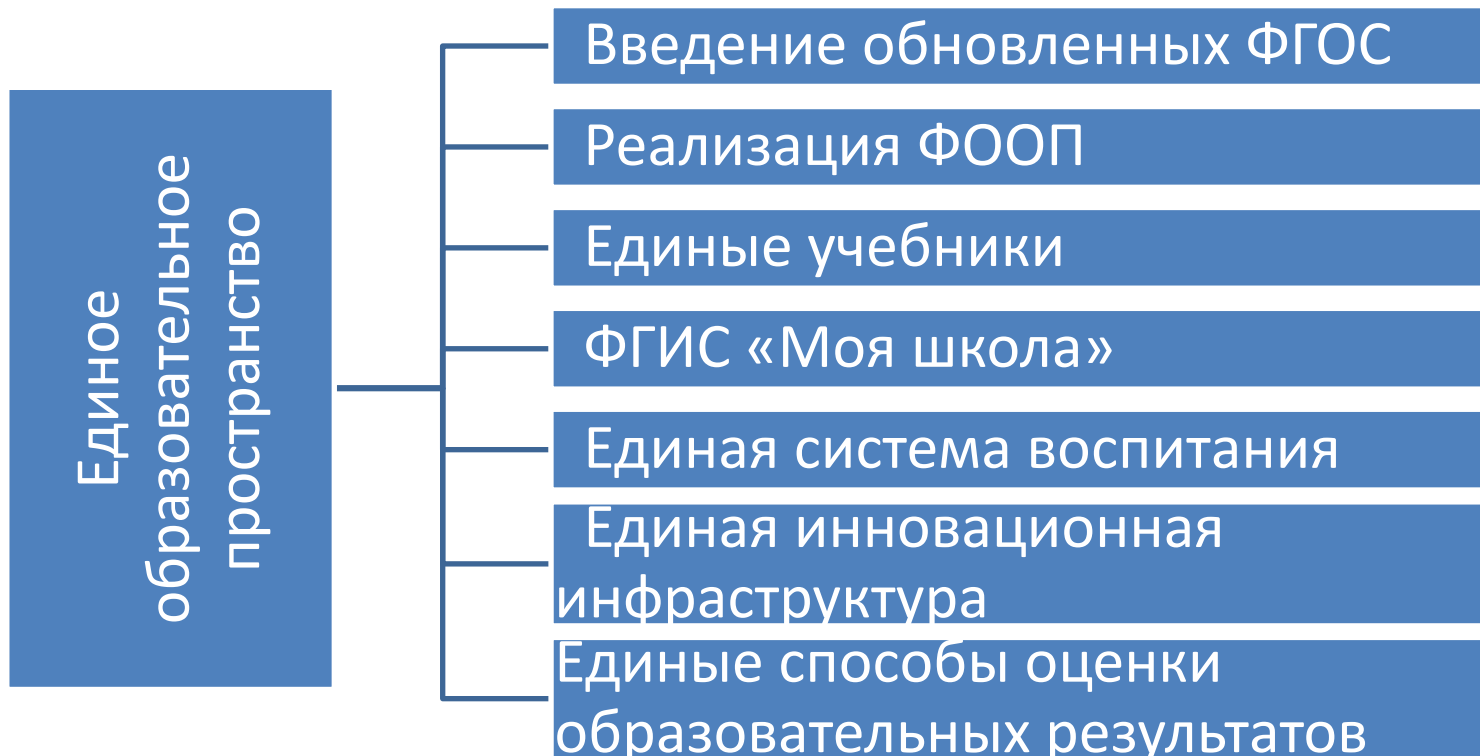 Единое
образовательное
пространство
Введение обновленных ФГОС
Реализация ФООП
Единые учебники
ФГИС «Моя школа»
Единая система воспитания
Единая инновационная
инфраструктура
Единые способы оценки
образовательных результатов